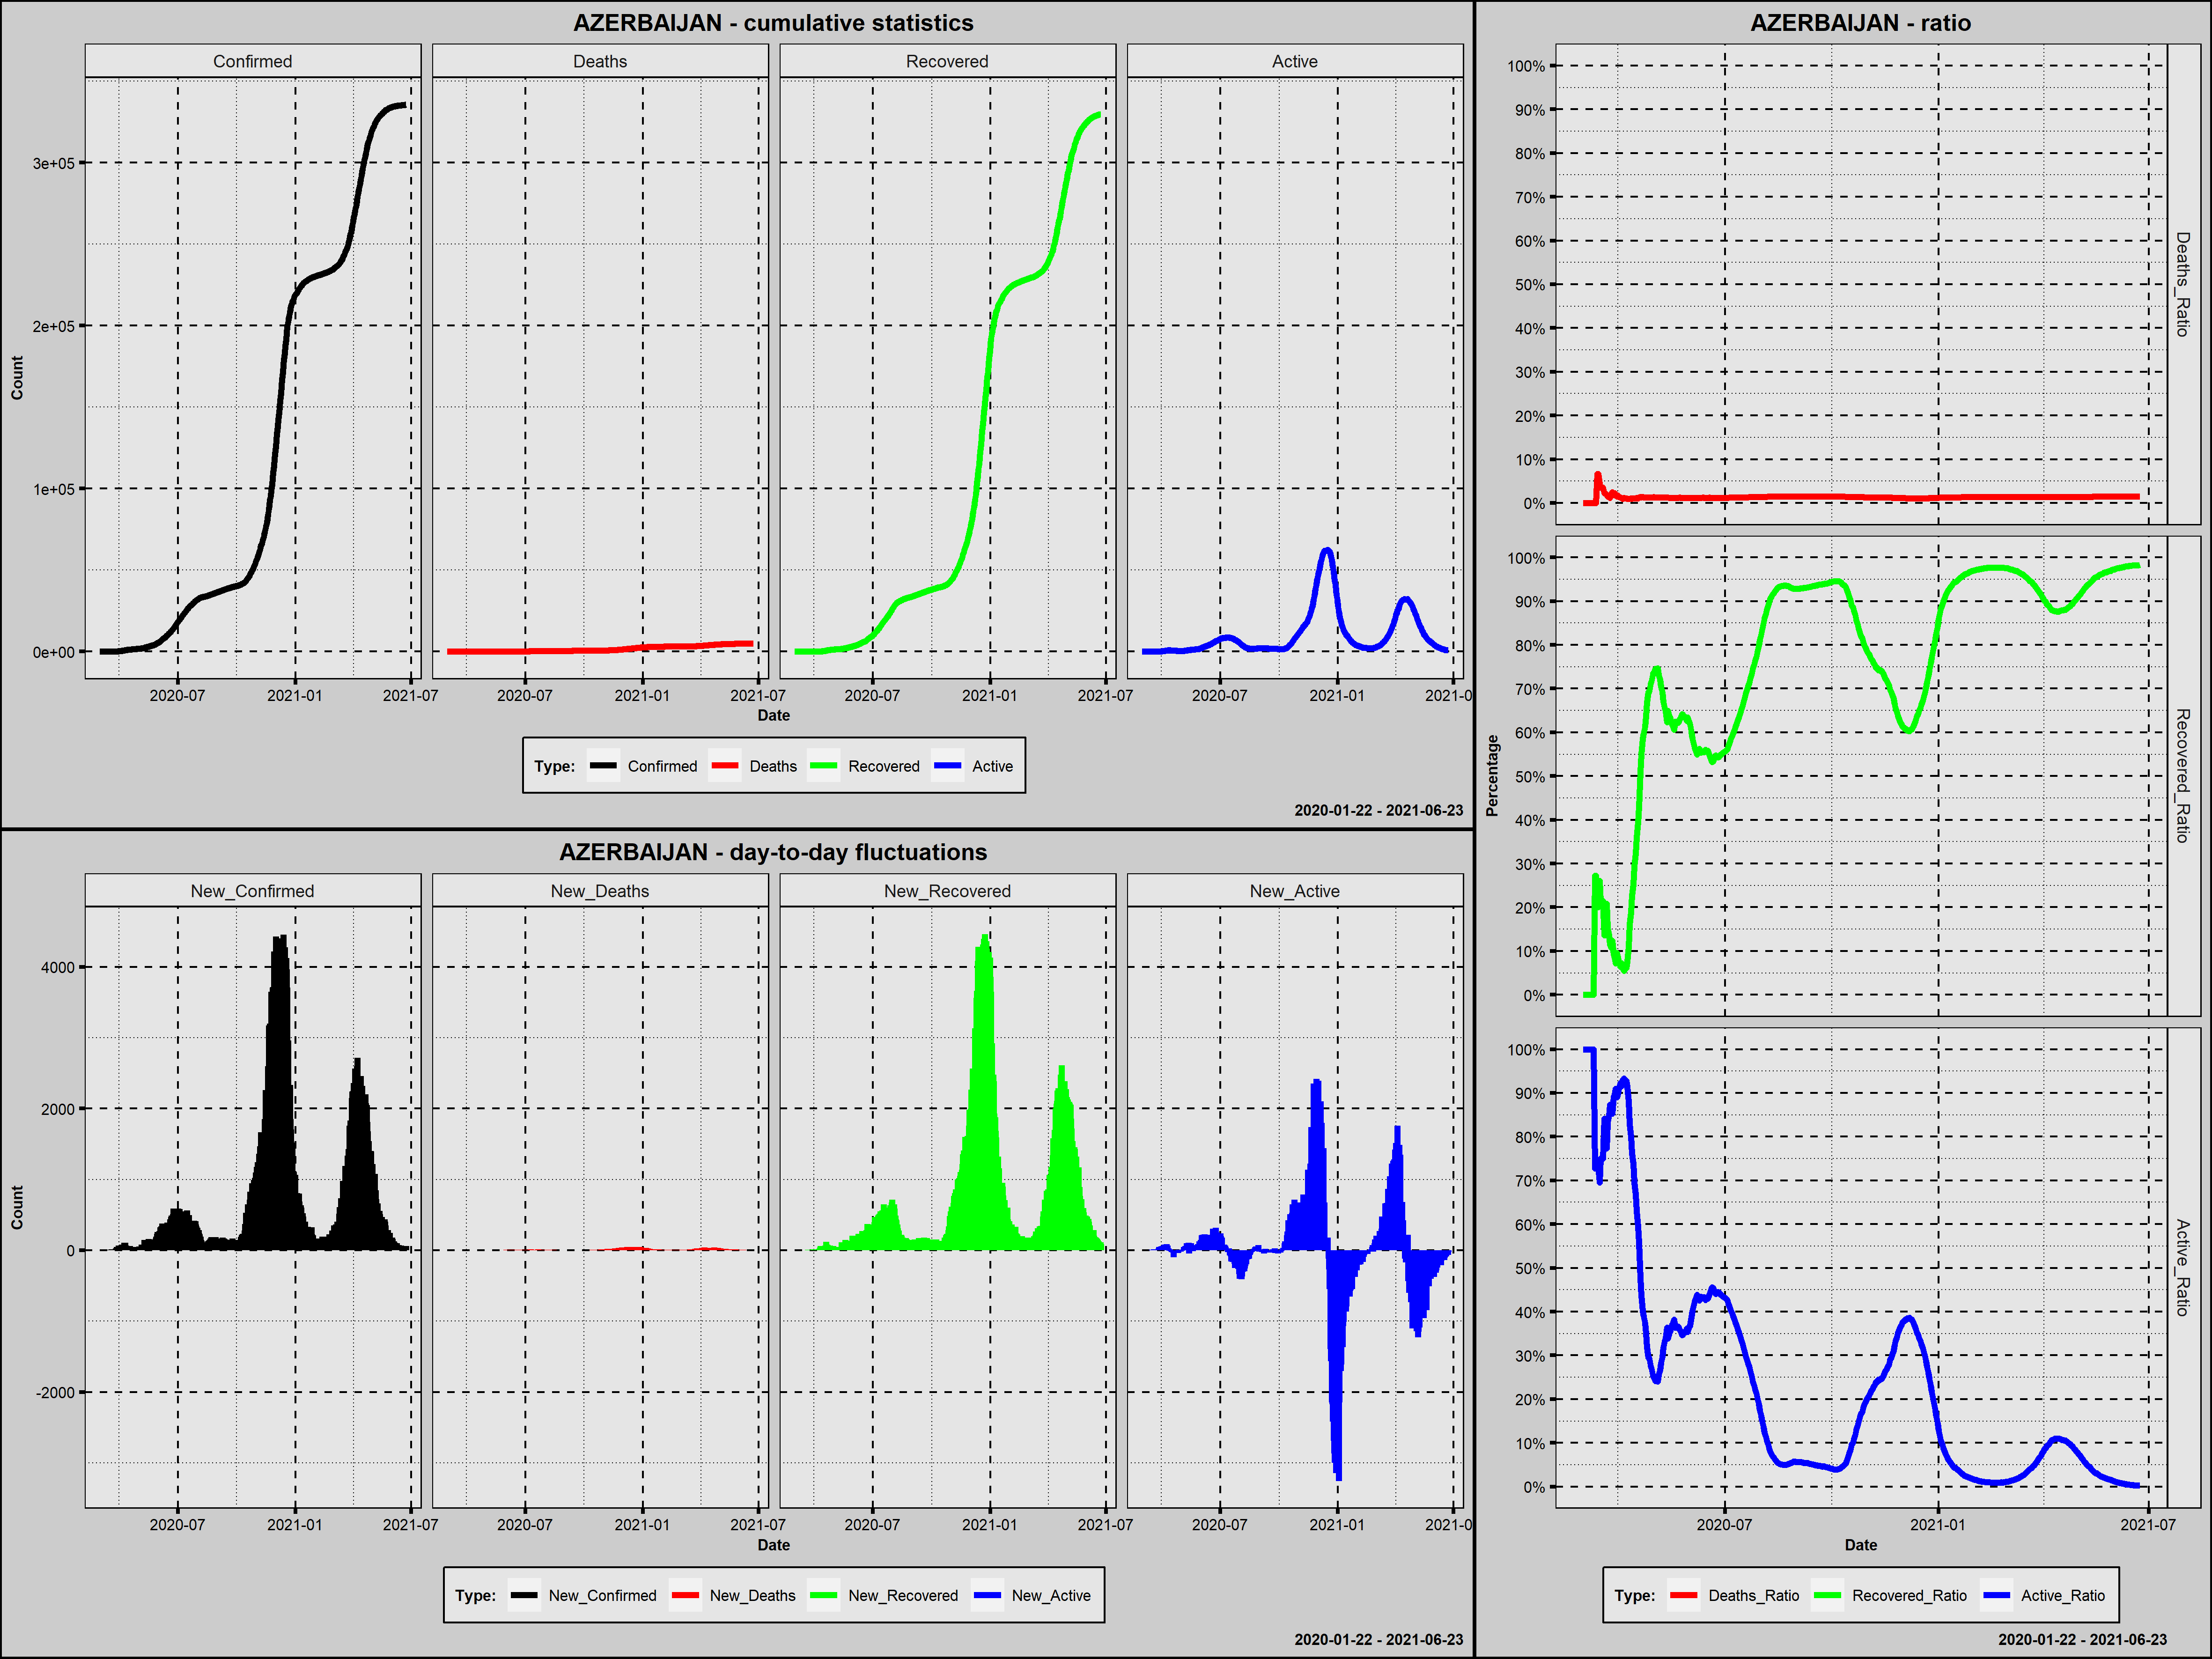 AZERBAIJAN - cumulative statistics
Confirmed Deaths Recovered Active
Count
3e+05
2e+05
1e+05
0e+00
2020-07 2021-01 2021-07 2020-07 2021-01 2021-07 2020-07 2021-01 2021-07 2020-07 2021-01 2021-0
Date
Type: Confirmed Deaths Recovered Active
2020-01-22 - 2021-06-23
AZERBAIJAN - day-to-day fluctuations
New_Confirmed New_Deaths New_Recovered New_Active
Count
4000
2000
0
-2000
2020-07 2021-01 2021-07 2020-07 2021-01 2021-07 2020-07 2021-01 2021-07 2020-07 2021-01 2021-0
Date
Type: New_Confirmed New_Deaths New_Recovered New_Active
2020-01-22 - 2021-06-23
AZERBAIJAN - ratio
Percentage
100%
90%
80%
70%
60%
50%
40%
30%
20%
10%
0%
Deaths_Ratio
100%
90%
80%
70%
60%
50%
40%
30%
20%
10%
0%
Recovered_Ratio
100%
90%
80%
70%
60%
50%
40%
30%
20%
10%
0%
Active_Ratio
2020-07 2021-01 2021-07
Date
Type: Deaths_Ratio Recovered_Ratio Active_Ratio
2020-01-22 - 2021-06-23